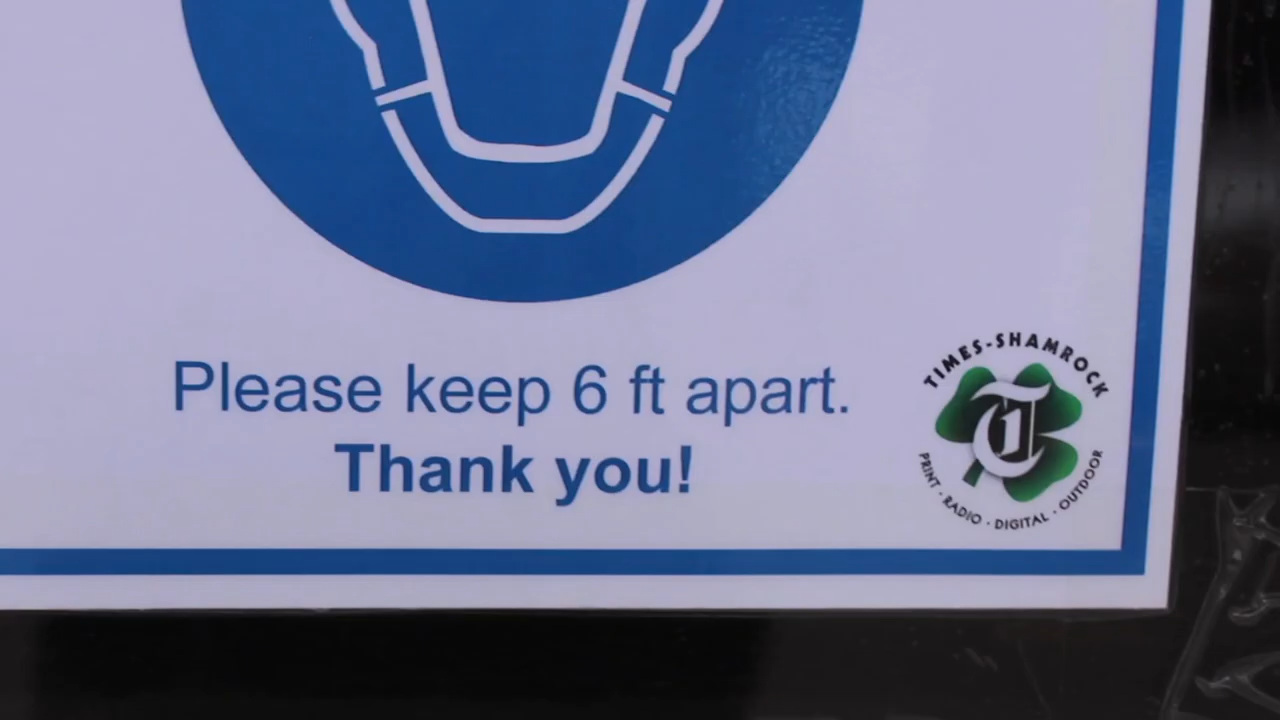 Please keep 6 ft apart.
Thank you!
TIMES-SHAMROCK
T
PRINT · RADIO · DIGITAL · OUTDOOR